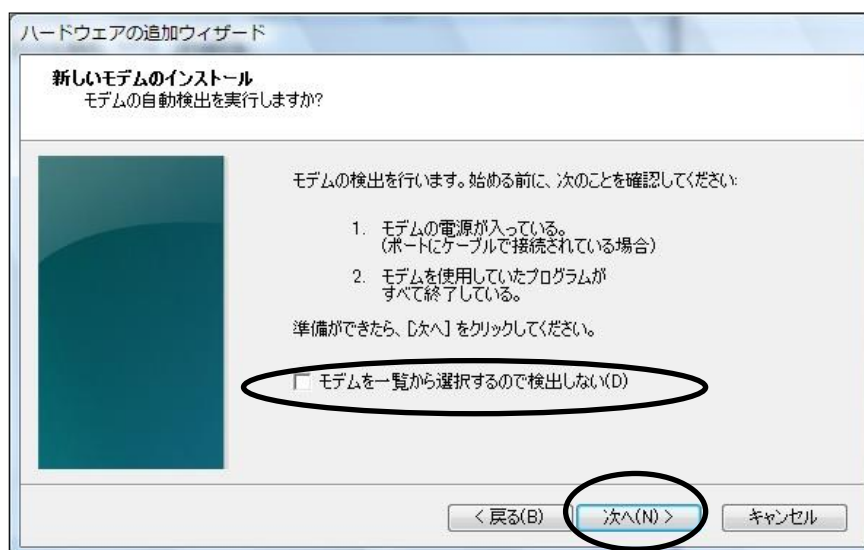 ハードウェアの追加ウィザード
新しいモデムのインストール
モデムの自動検出を実行しますか?
モデムの検出を行います。始める前に、次のことを確認してください:
1. モデムの電源が入っている。
(ポートにケーブルで接続されている場合)
2. モデムを使用していたプログラムが
すべて終了している。
準備ができたら、[次へ] をクリックしてください。
モデムを一覧から選択するので検出しない(D)
< 戻る(B) 次へ(N) > キャンセル